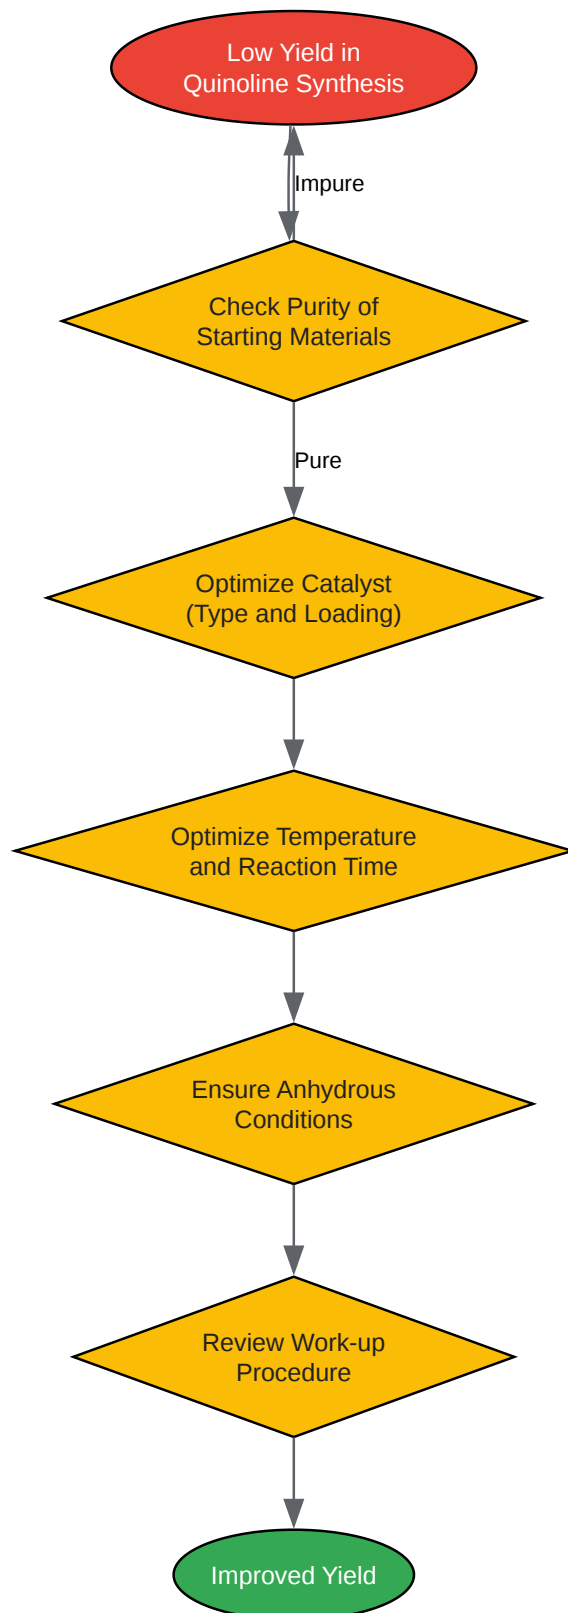 Low Yield in
Quinoline Synthesis
Impure
Check Purity of
Starting Materials
Pure
Optimize Catalyst
(Type and Loading)
Optimize Temperature
and Reaction Time
Ensure Anhydrous
Conditions
Review Work-up
Procedure
Improved Yield